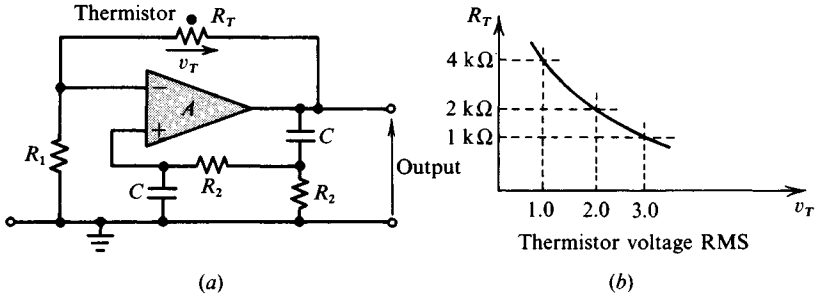 Thermistor R_T
v_T
−
A
+
R_1
C
R_2
C
R_2
Output
(a)
R_T
4 kΩ
2 kΩ
1 kΩ
1.0 2.0 3.0 v_T
Thermistor voltage RMS
(b)